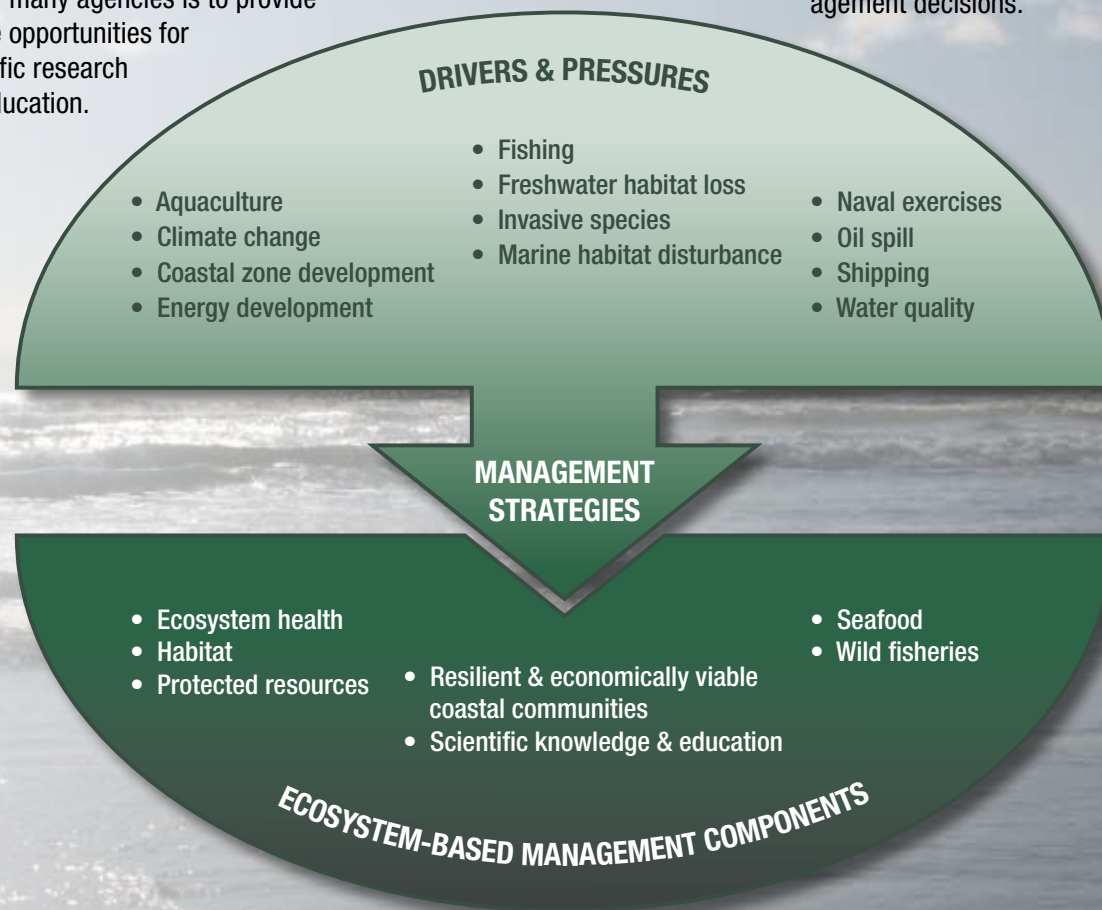 many agencies is to provide
opportunities for
research
agement decisions.
DRIVERS & PRESSURES
• Aquaculture
• Climate change
• Coastal zone development
• Energy development
• Fishing
• Freshwater habitat loss
• Invasive species
• Marine habitat disturbance
• Naval exercises
• Oil spill
• Shipping
• Water quality
MANAGEMENT
STRATEGIES
• Ecosystem health
• Habitat
• Protected resources
• Resilient & economically viable
coastal communities
• Scientific knowledge & education
• Seafood
• Wild fisheries
ECOSYSTEM-BASED MANAGEMENT COMPONENTS